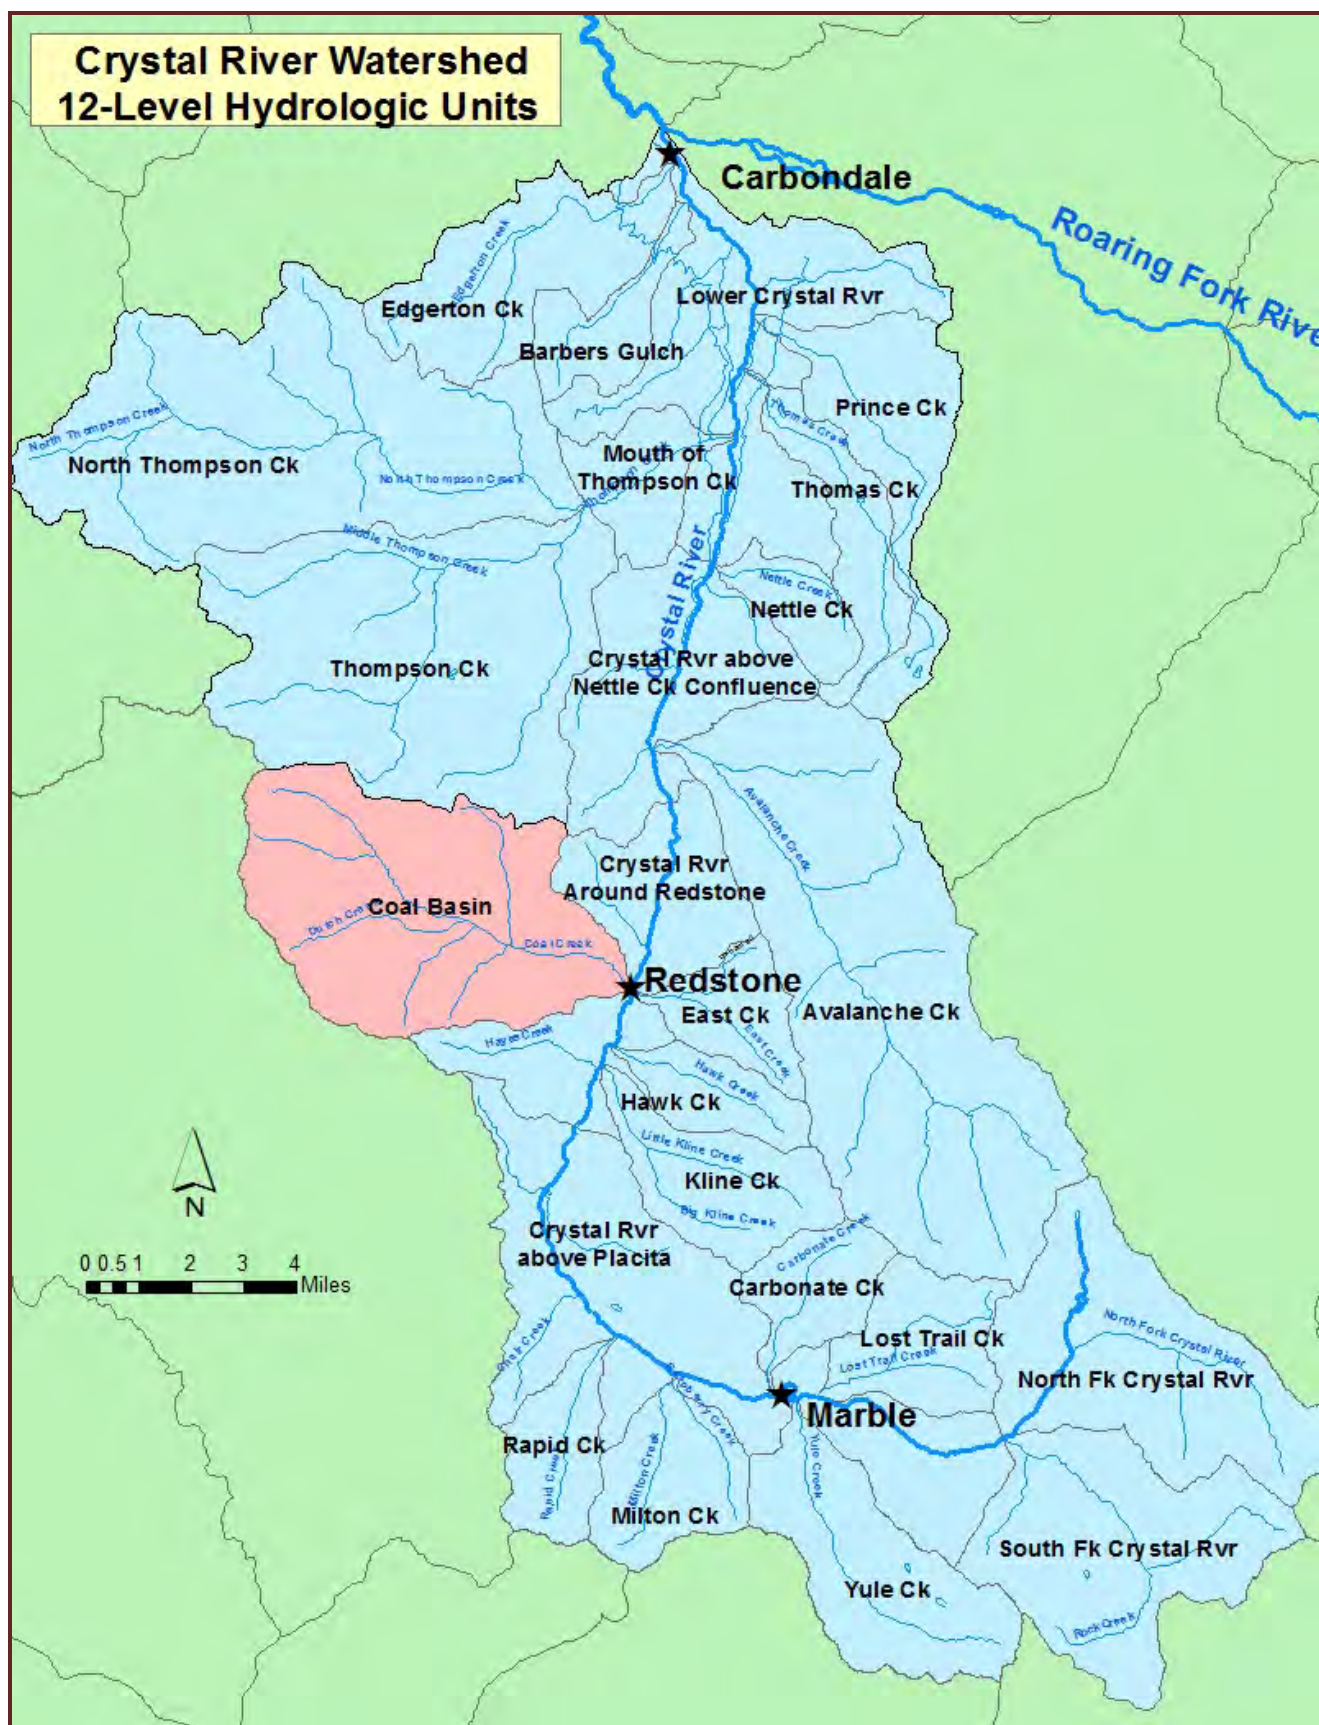 Crystal River Watershed
12-Level Hydrologic Units
Carbondale
Roaring Fork Rive
Edgerton Creek
Edgerton Ck
Lower Crystal Rvr
Barbers Gulch
Prince Ck
Thomas Creek
North Thompson Creek
North Thompson Ck
Mouth of
Thompson Ck
North Thompson Creek
Thomas Ck
Middle Thompson Creek
Crystal River
Nettle Creek
Nettle Ck
Thompson Ck
Crystal Rvr above
Nettle Ck Confluence
Avalanche Creek
Crystal Rvr
Around Redstone
Coal Basin
Dutch Cre
Coal Creek
Redstone
East Ck
Avalanche Ck
East Creek
Hayes Creek
Hawk Creek
Hawk Ck
Little Kline Creek
Kline Ck
Big Kline Creek
N
Crystal Rvr
above Placita
Carbonate Creek
0 0.5 1 2 3 4
Miles
Carbonate Ck
Lost Trail Ck
Lost Trail Creek
North Fork Crystal River
North Fk Crystal Rvr
Marble
Rapid Ck
Rapid Creek
Milton Creek
Yule Creek
Milton Ck
South Fk Crystal Rvr
Yule Ck
Rock Creek